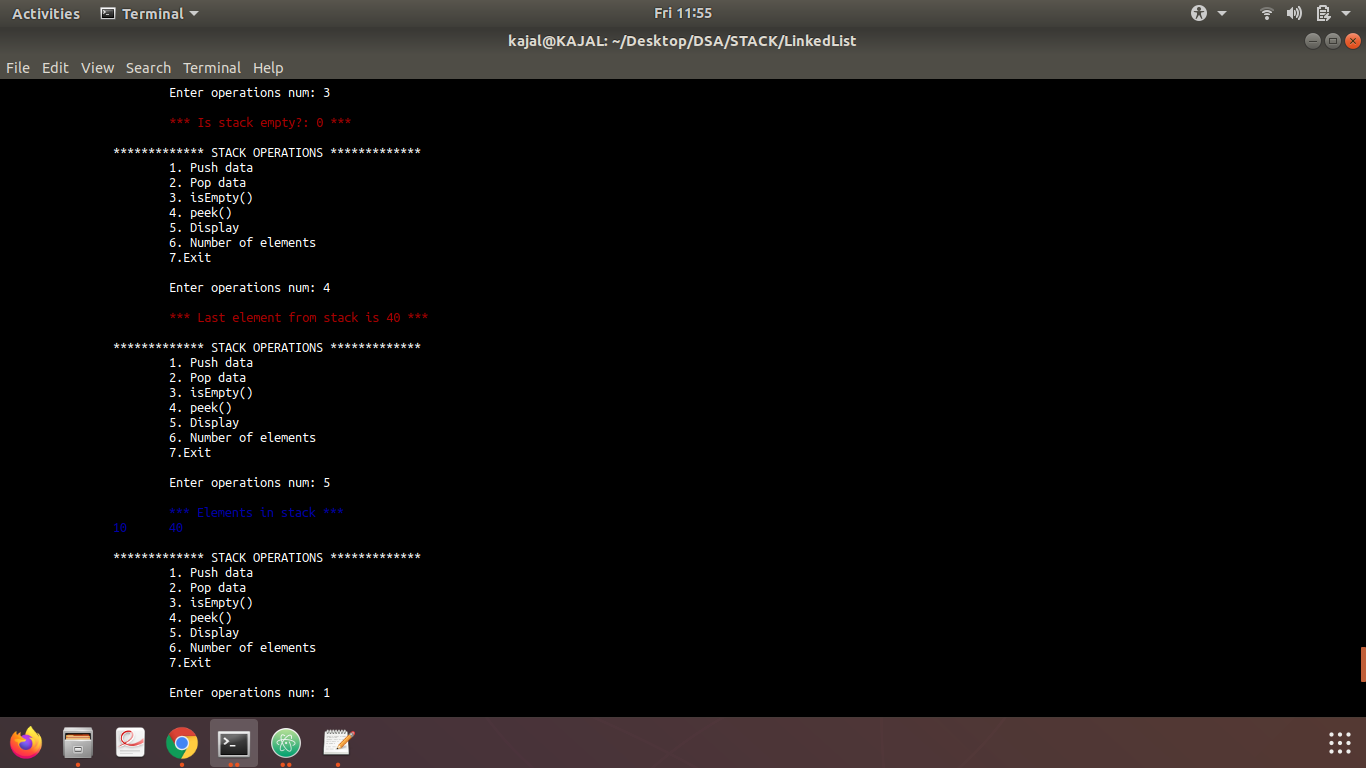 Activities Terminal Fri 11:55
kajal@KAJAL: ~/Desktop/DSA/STACK/LinkedList
File Edit View Search Terminal Help
Enter operations num: 3
*** Is stack empty?: 0 ***
************* STACK OPERATIONS *************
1. Push data
2. Pop data
3. isEmpty()
4. peek()
5. Display
6. Number of elements
7.Exit
Enter operations num: 4
*** Last element from stack is 40 ***
************* STACK OPERATIONS *************
1. Push data
2. Pop data
3. isEmpty()
4. peek()
5. Display
6. Number of elements
7.Exit
Enter operations num: 5
*** Elements in stack ***
10 40
************* STACK OPERATIONS *************
1. Push data
2. Pop data
3. isEmpty()
4. peek()
5. Display
6. Number of elements
7.Exit
Enter operations num: 1